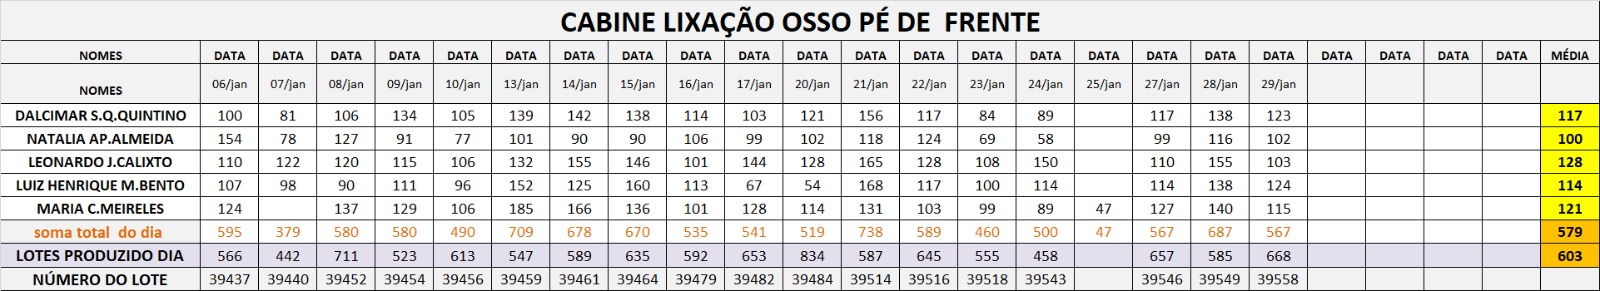 CABINE LIXAÇÃO OSSO PÉ DE FRENTE
NOMES DATA DATA DATA DATA DATA DATA DATA DATA DATA DATA DATA DATA DATA DATA DATA DATA DATA DATA DATA DATA DATA DATA DATA MÉDIA
NOMES 06/jan 07/jan 08/jan 09/jan 10/jan 13/jan 14/jan 15/jan 16/jan 17/jan 20/jan 21/jan 22/jan 23/jan 24/jan 25/jan 27/jan 28/jan 29/jan
DALCIMAR S.Q.QUINTINO 100 81 106 134 105 139 142 138 114 103 121 156 117 84 89 117 138 123 117
NATALIA AP.ALMEIDA 154 78 127 91 77 101 90 90 106 99 102 118 124 69 58 99 116 102 100
LEONARDO J.CALIXTO 110 122 120 115 106 132 155 146 101 144 128 165 128 108 150 110 155 103 128
LUIZ HENRIQUE M.BENTO 107 98 90 111 96 152 125 160 113 67 54 168 117 100 114 114 138 124 114
MARIA C.MEIRELES 124 137 129 106 185 166 136 101 128 114 131 103 99 89 47 127 140 115 121
soma total do dia 595 379 580 580 490 709 678 670 535 541 519 738 589 460 500 47 567 687 567 579
LOTES PRODUZIDO DIA 566 442 711 523 613 547 589 635 592 653 834 587 645 555 458 657 585 668 603
NÚMERO DO LOTE 39437 39440 39452 39454 39456 39459 39461 39464 39479 39482 39484 39514 39516 39518 39543 39546 39549 39558